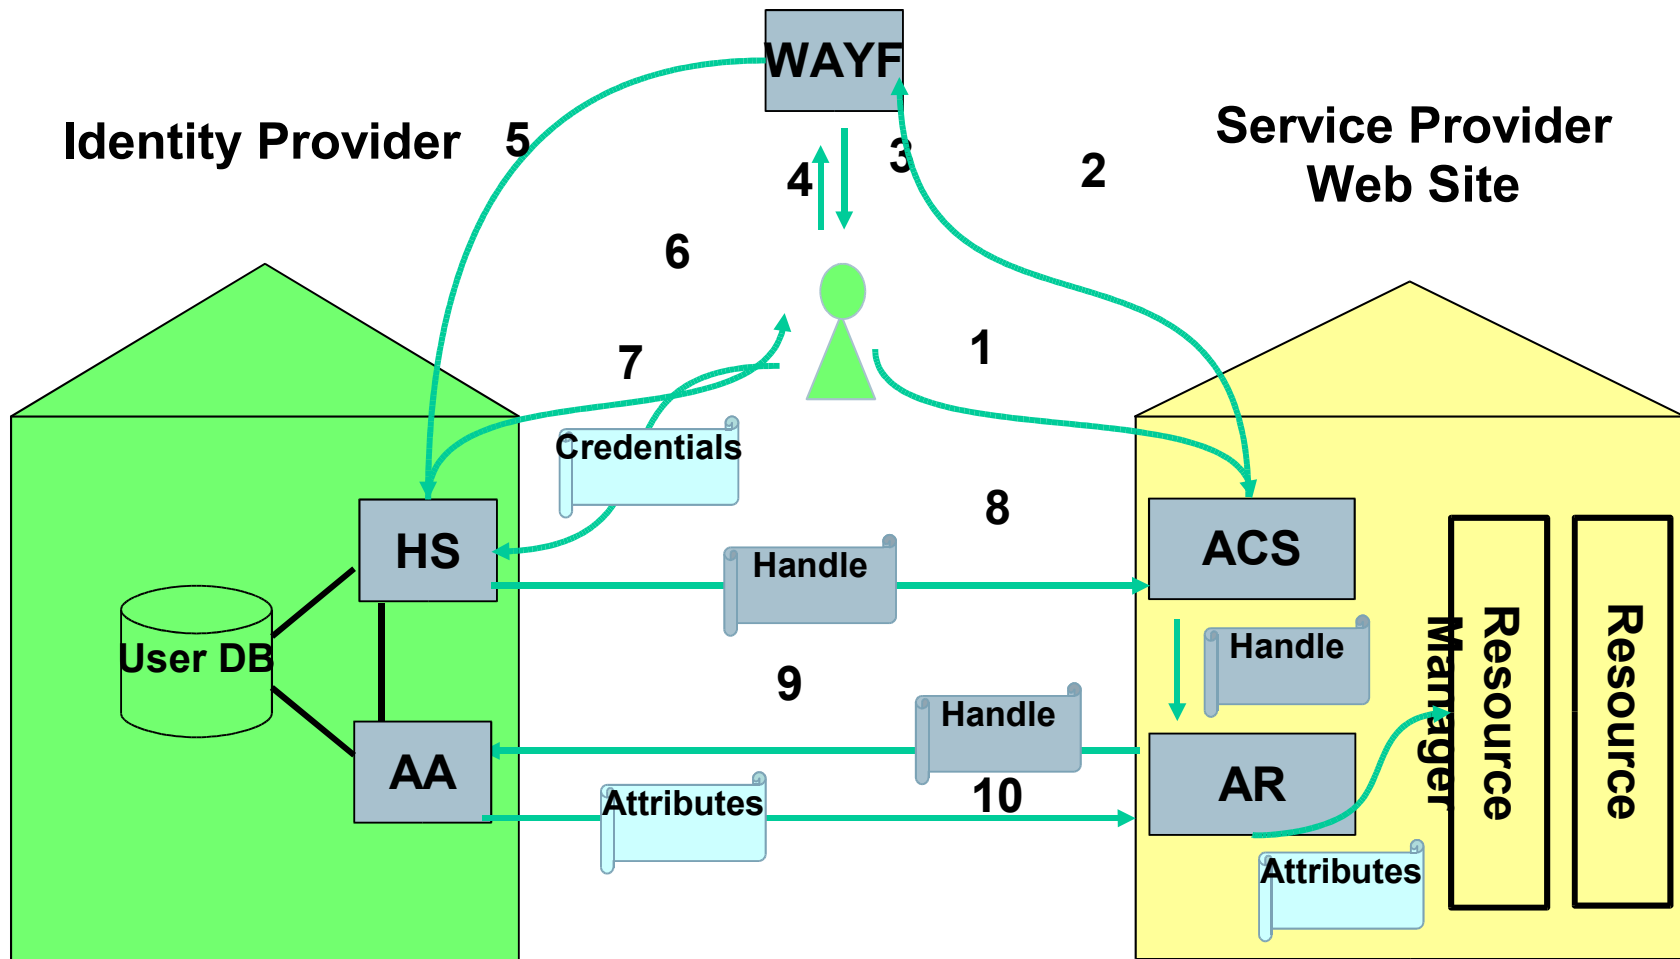 WAYF
Identity Provider
5
4
3
2
Service Provider
Web Site
6
7
1
Credentials
8
HS
Handle
ACS
User DB
Handle
Resource
Manager
Resource
9
Handle
AA
Attributes
10
AR
Attributes